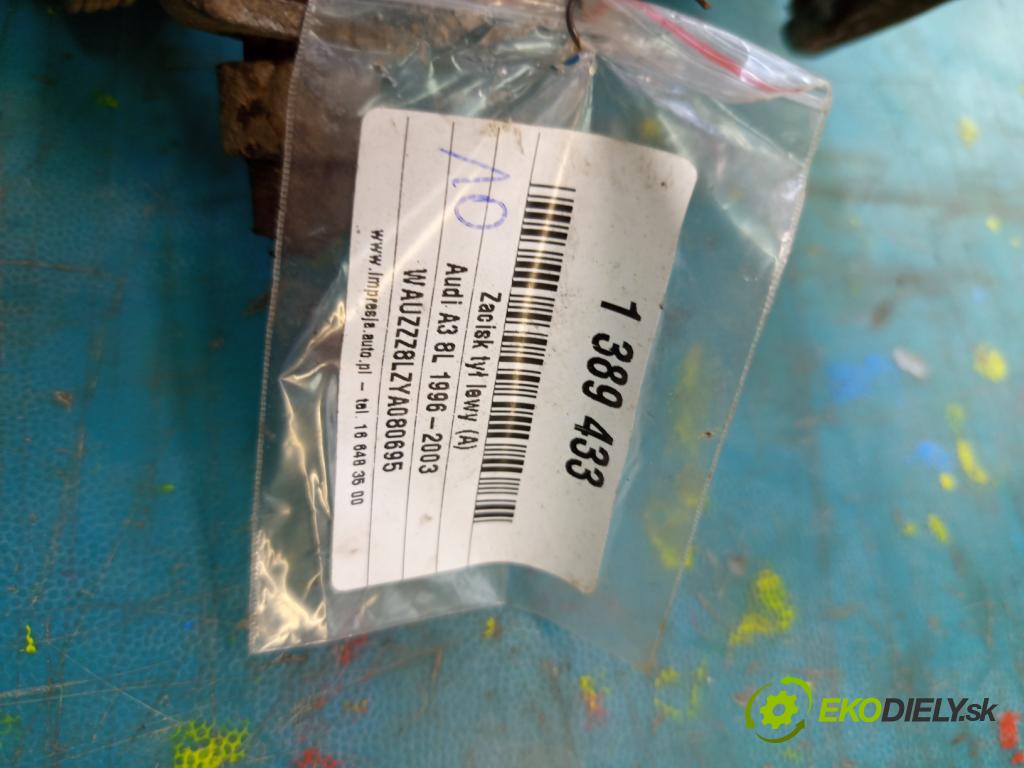 1 389 433
Zacisk tył lewy (A)
Audi A3 8L 1996-2003
WAUZZZ8LZYA080695
www.impresja.auto.pl - tel. 16 648 35 00
EKODIELY.sk